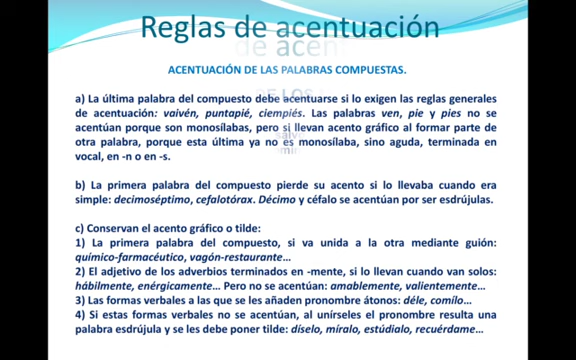 Reglas de acentuación
ACENTUACIÓN DE LAS PALABRAS COMPUESTAS.
a) La última palabra del compuesto debe acentuarse si lo exigen las reglas generales
de acentuación: vaivén, puntapié, ciempiés. Las palabras ven, pie y pies no se
acentúan porque son monosílabas, pero si llevan acento gráfico al formar parte de
otra palabra, porque esta última ya no es monosílaba, sino aguda, terminada en
vocal, en -n o en -s.
b) La primera palabra del compuesto pierde su acento si lo llevaba cuando era
simple: decimoséptimo, cefalotórax. Décimo y céfalo se acentúan por ser esdrújulas.
c) Conservan el acento gráfico o tilde:
1) La primera palabra del compuesto, si va unida a la otra mediante guión:
químico-farmacéutico, vagón-restaurante…
2) El adjetivo de los adverbios terminados en -mente, si lo llevan cuando van solos:
hábilmente, enérgicamente… Pero no se acentúan: amablemente, valientemente…
3) Las formas verbales a las que se les añaden pronombre átonos: déle, comílo…
4) Si estas formas verbales no se acentúan, al unírseles el pronombre resulta una
palabra esdrújula y se les debe poner tilde: díselo, míralo, estúdialo, recuérdame…